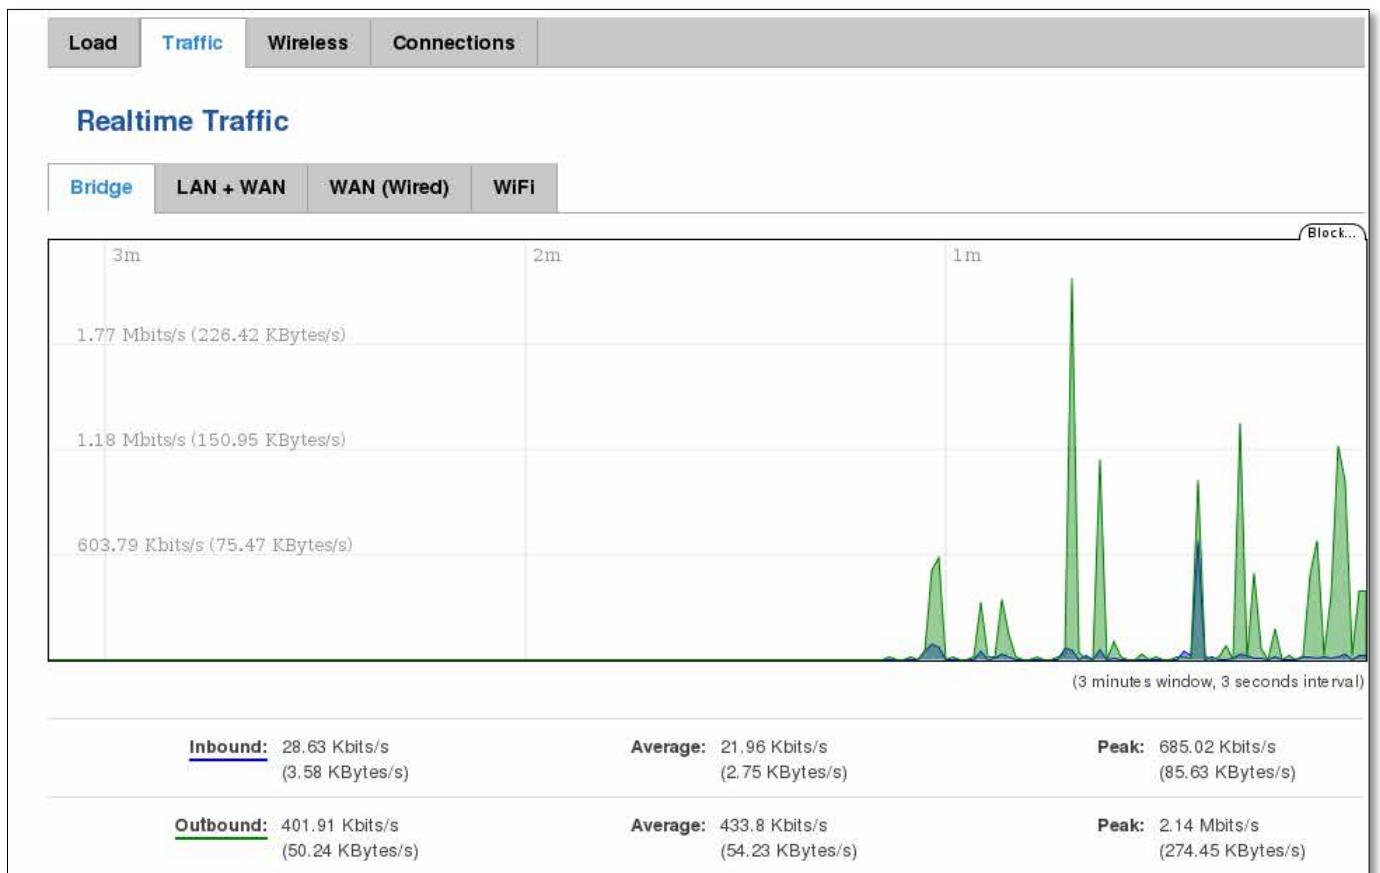 Load Traffic Wireless Connections
Realtime Traffic
Bridge LAN + WAN WAN (Wired) WiFi
Block...
3m 2m 1m
1.77 Mbits/s (226.42 KBytes/s)
1.18 Mbits/s (150.95 KBytes/s)
603.79 Kbits/s (75.47 KBytes/s)
(3 minutes window, 3 seconds interval)
Inbound: 28.63 Kbits/s Average: 21.96 Kbits/s Peak: 685.02 Kbits/s
(3.58 KBytes/s) (2.75 KBytes/s) (85.63 KBytes/s)
Outbound: 401.91 Kbits/s Average: 433.8 Kbits/s Peak: 2.14 Mbits/s
(50.24 KBytes/s) (54.23 KBytes/s) (274.45 KBytes/s)